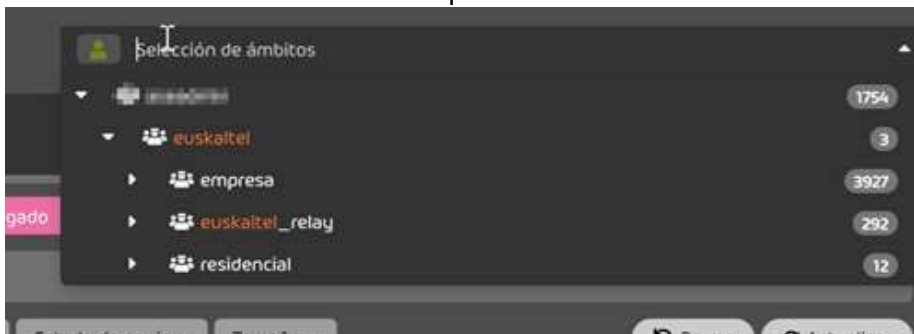 Selección de ámbitos
1754
euskaltel
3
empresa
3927
euskaltel_relay
292
gado
residencial
12